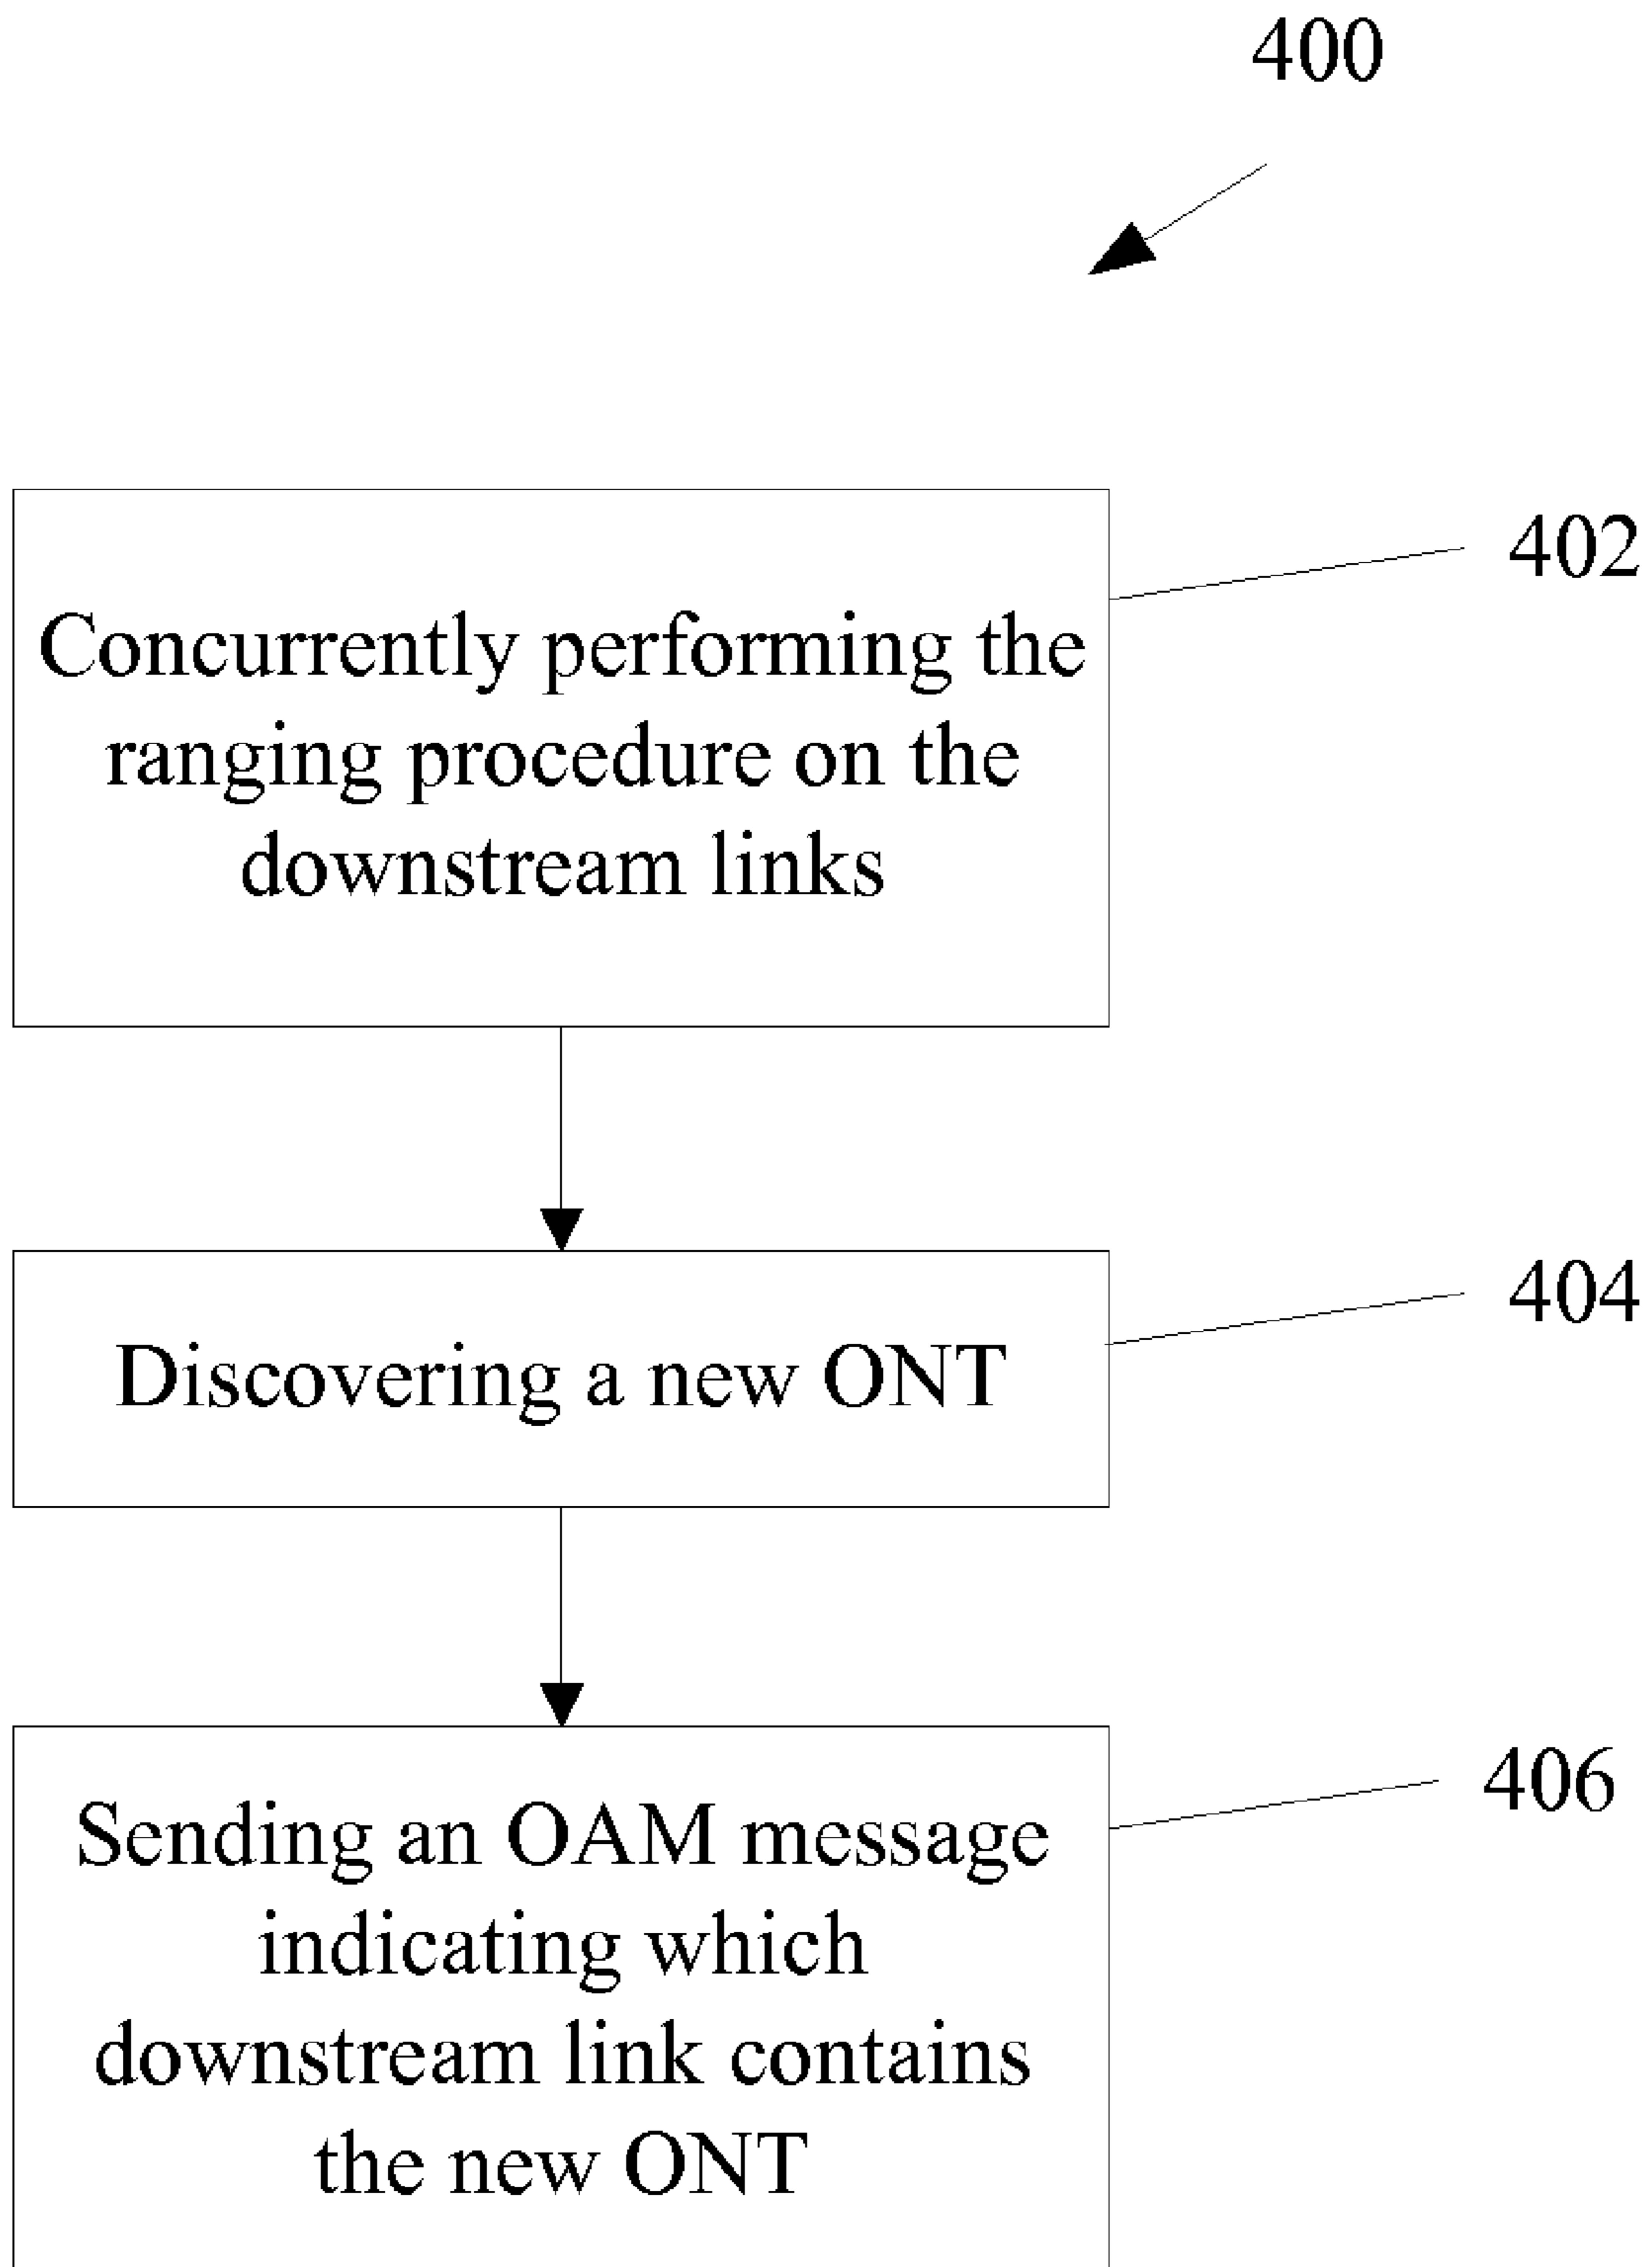 400
Concurrently performing the
ranging procedure on the
downstream links
402
Discovering a new ONT
404
Sending an OAM message
indicating which
downstream link contains
the new ONT
406